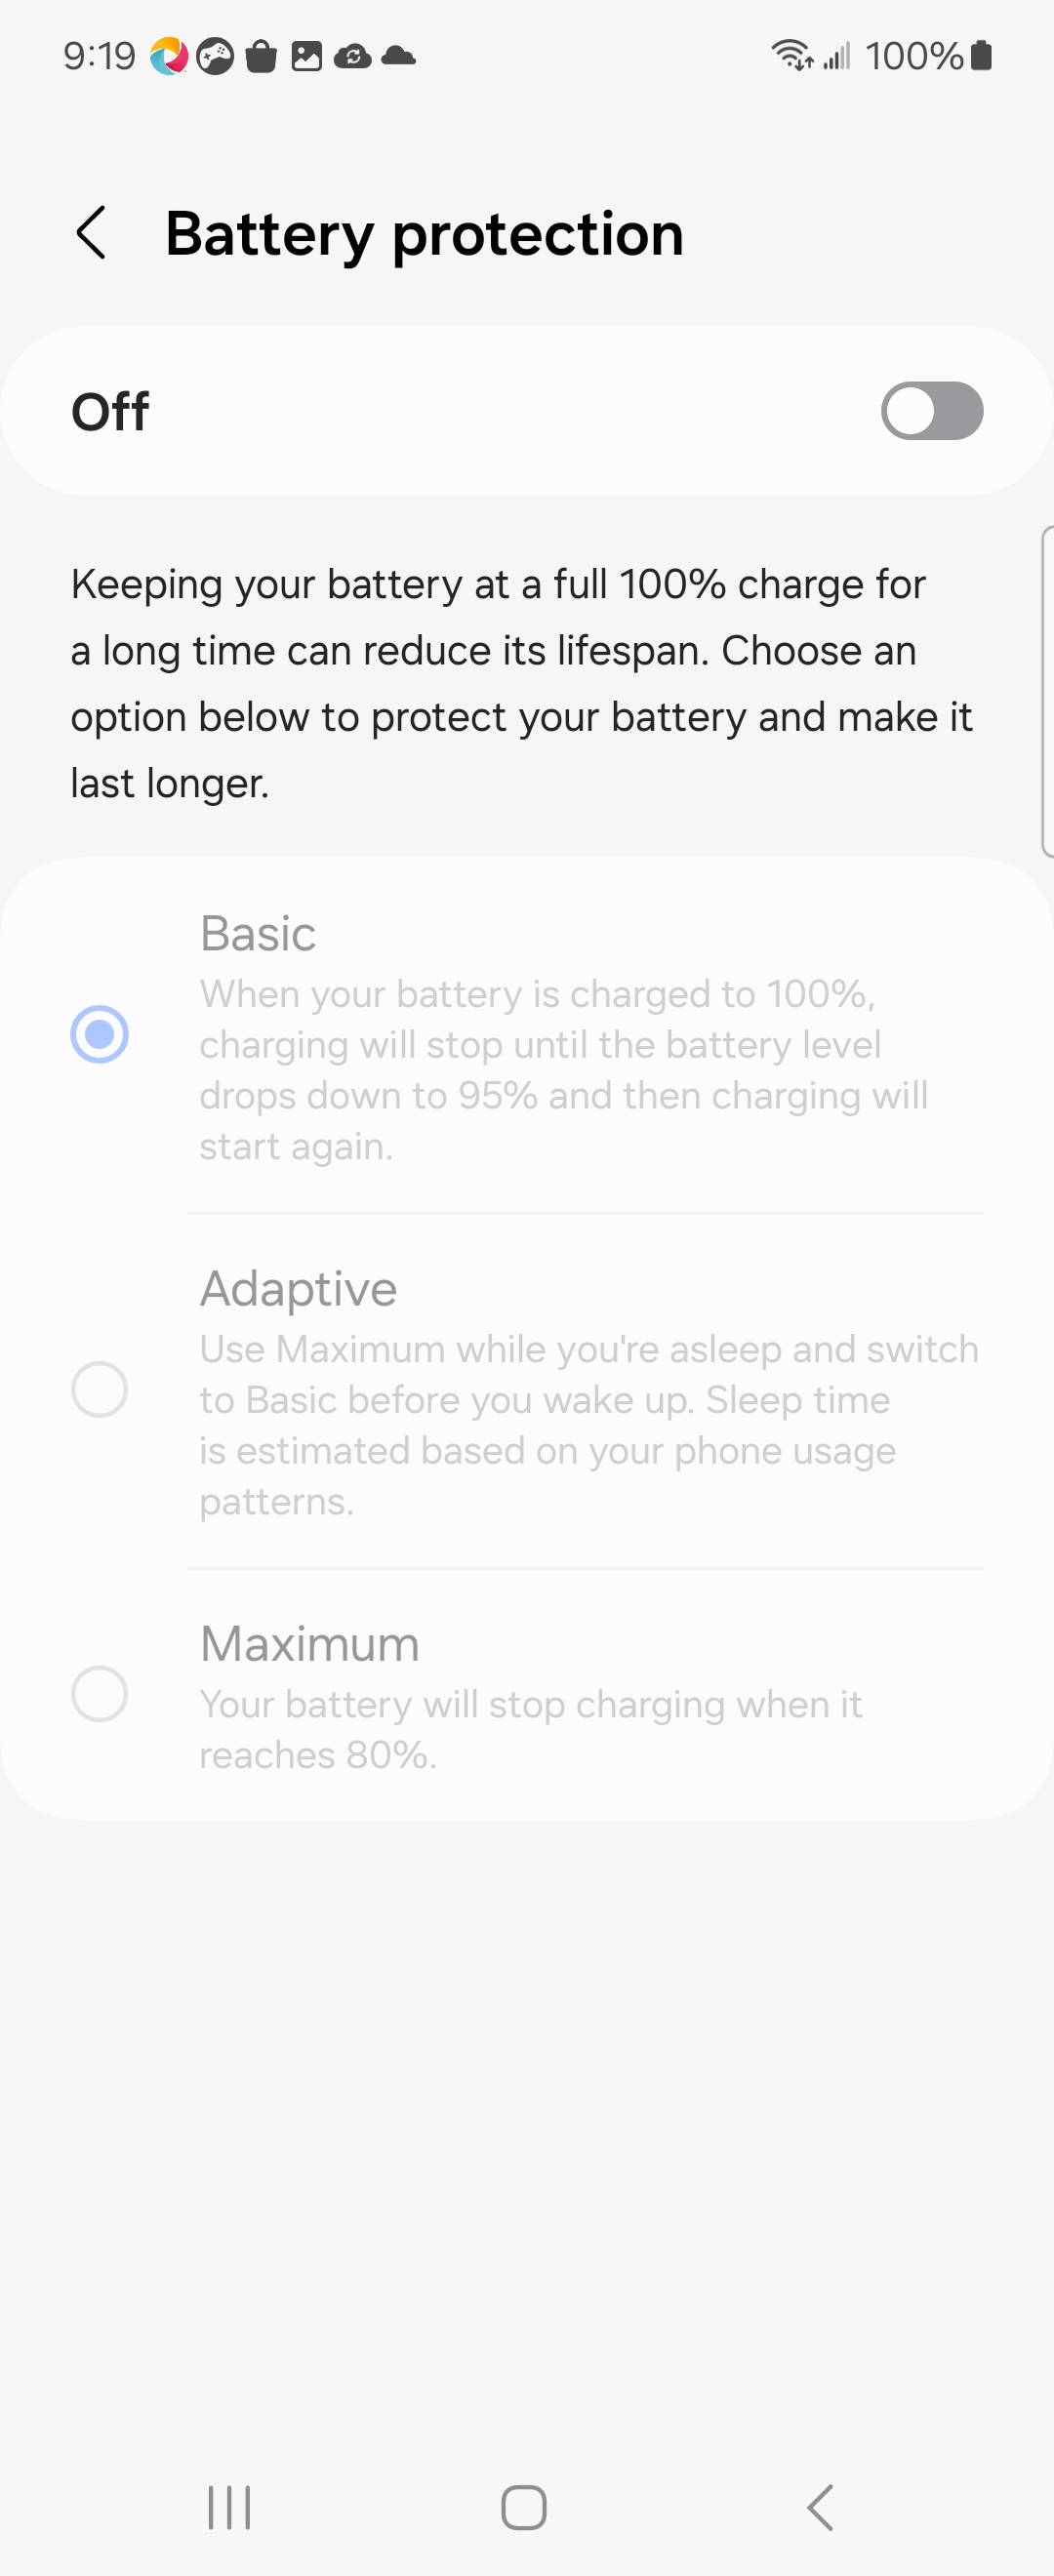 9:19 100%
Battery protection
Off
Keeping your battery at a full 100% charge for
a long time can reduce its lifespan. Choose an
option below to protect your battery and make it
last longer.
Basic
When your battery is charged to 100%,
charging will stop until the battery level
drops down to 95% and then charging will
start again.
Adaptive
Use Maximum while you're asleep and switch
to Basic before you wake up. Sleep time
is estimated based on your phone usage
patterns.
Maximum
Your battery will stop charging when it
reaches 80%.